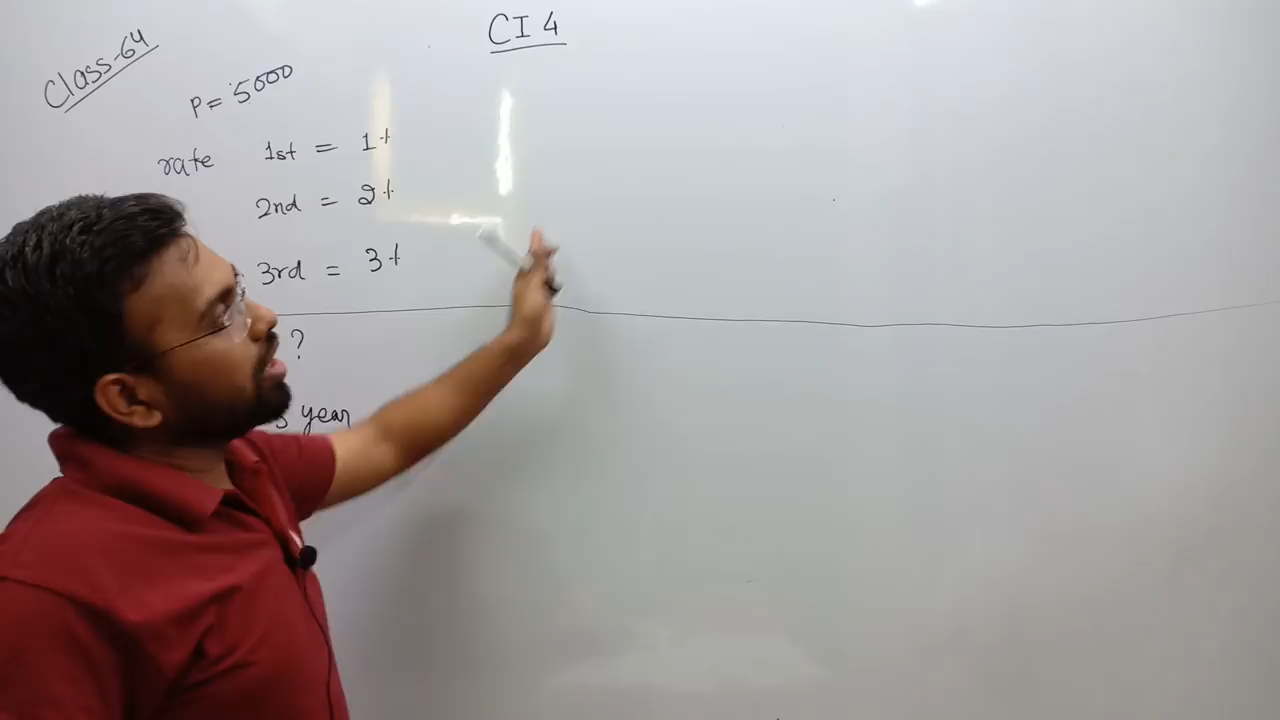 CI 4
Class-64
P = 5000
rate 1st = 1%
2nd = 2%
3rd = 3%
?
year